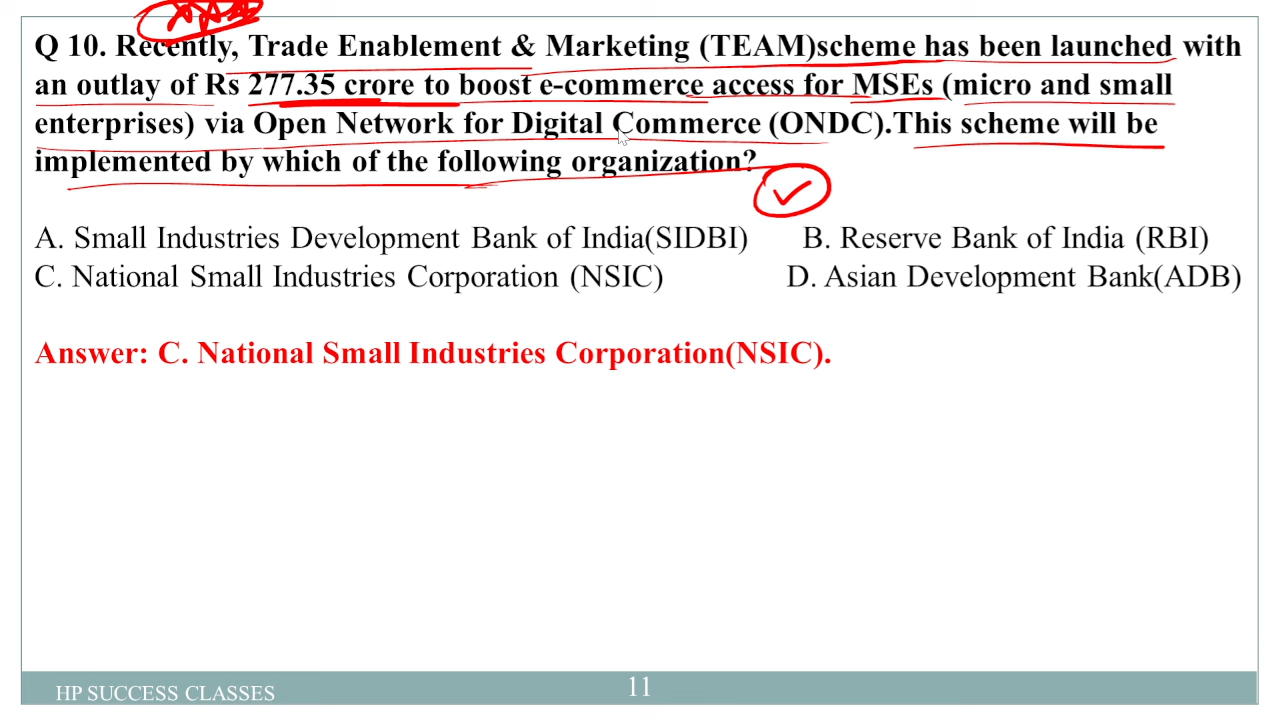 Q 10. Recently, Trade Enablement & Marketing (TEAM)scheme has been launched with
an outlay of Rs 277.35 crore to boost e-commerce access for MSEs (micro and small
enterprises) via Open Network for Digital Commerce (ONDC).This scheme will be
implemented by which of the following organization?
A. Small Industries Development Bank of India(SIDBI) B. Reserve Bank of India (RBI)
C. National Small Industries Corporation (NSIC) D. Asian Development Bank(ADB)
Answer: C. National Small Industries Corporation(NSIC).
HP SUCCESS CLASSES 11